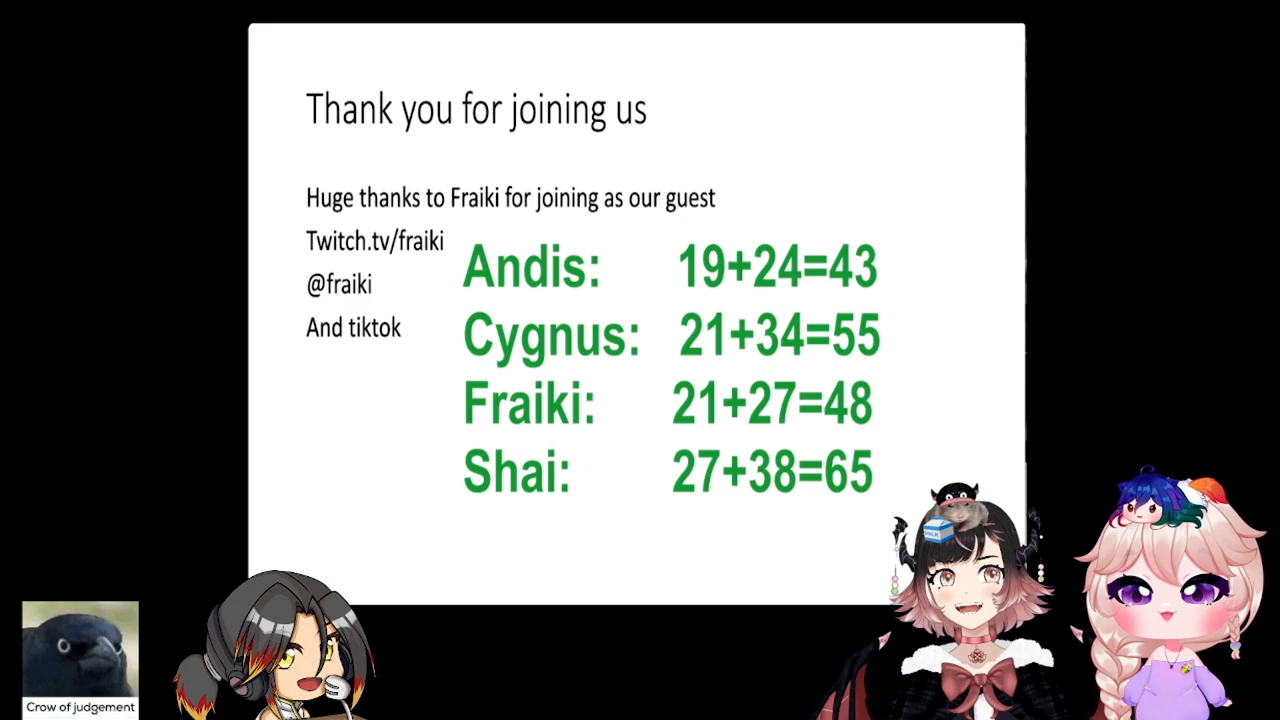 Thank you for joining us
Huge thanks to Fraiki for joining as our guest
Twitch.tv/fraiki
@fraiki
And tiktok
Andis: 19+24=43
Cygnus: 21+34=55
Fraiki: 21+27=48
Shai: 27+38=65
MILK
Crow of judgement